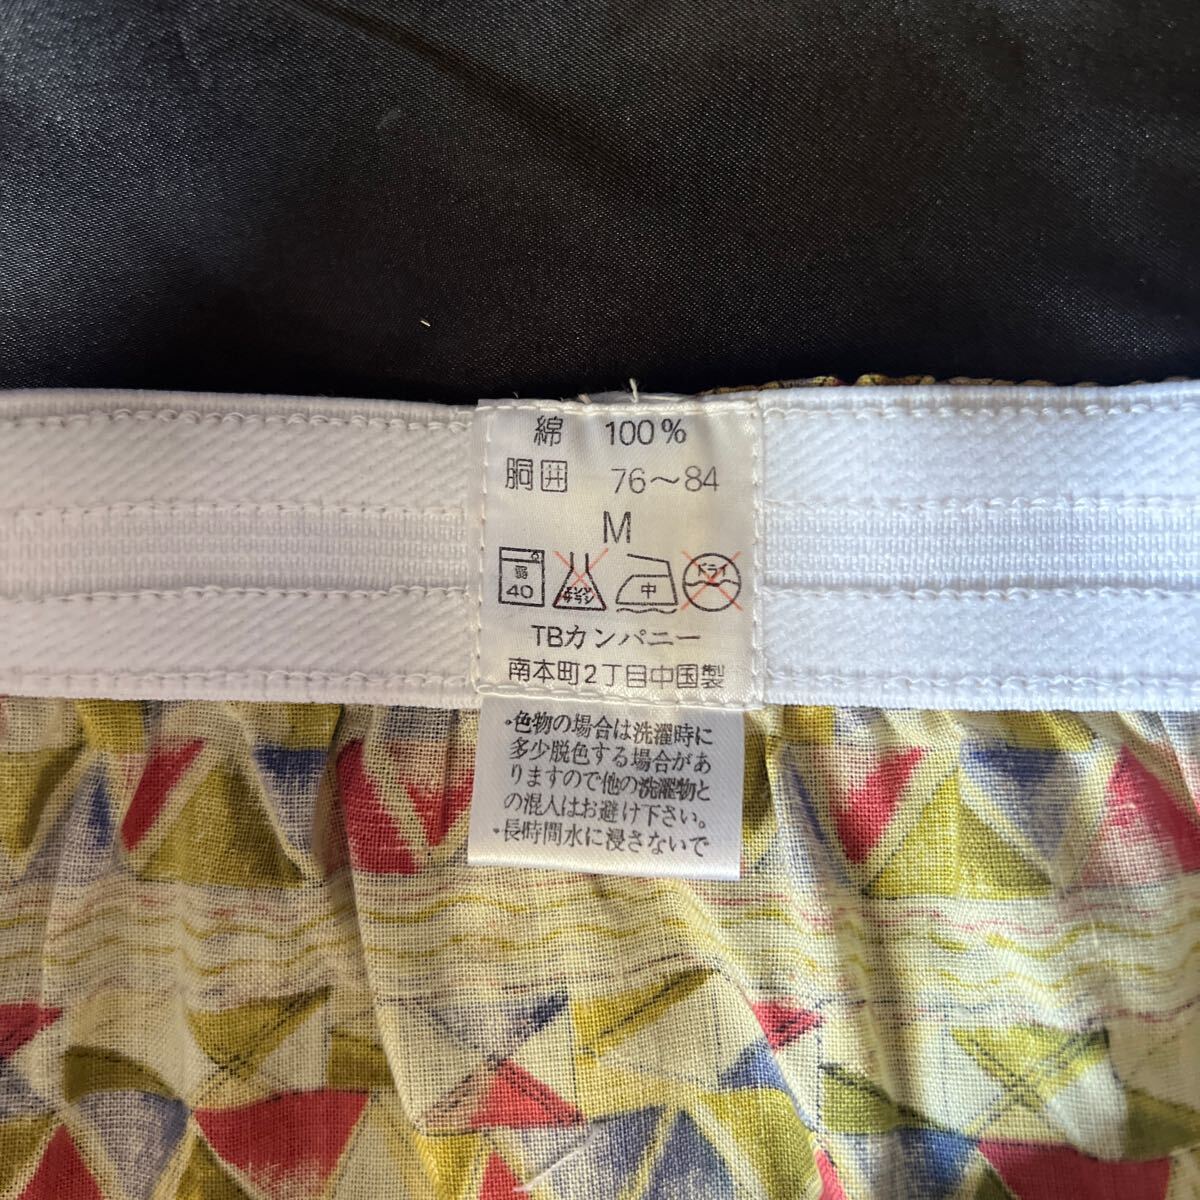 綿 100%
胴囲 76～84
M
弱 40 エンソ サラシ 中 ドライ
TBカンパニー
南本町2丁目中国製
・色物の場合は洗濯時に
多少脱色する場合があ
りますので他の洗濯物と
の混入はお避け下さい。
・長時間水に浸さないで